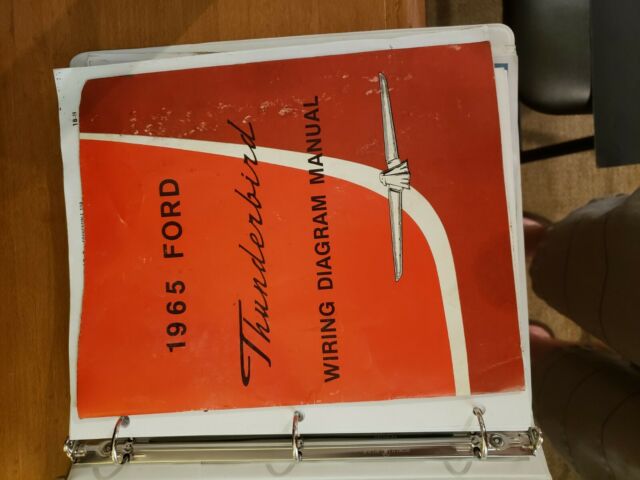 1965 FORD
Thunderbird
WIRING DIAGRAM MANUAL